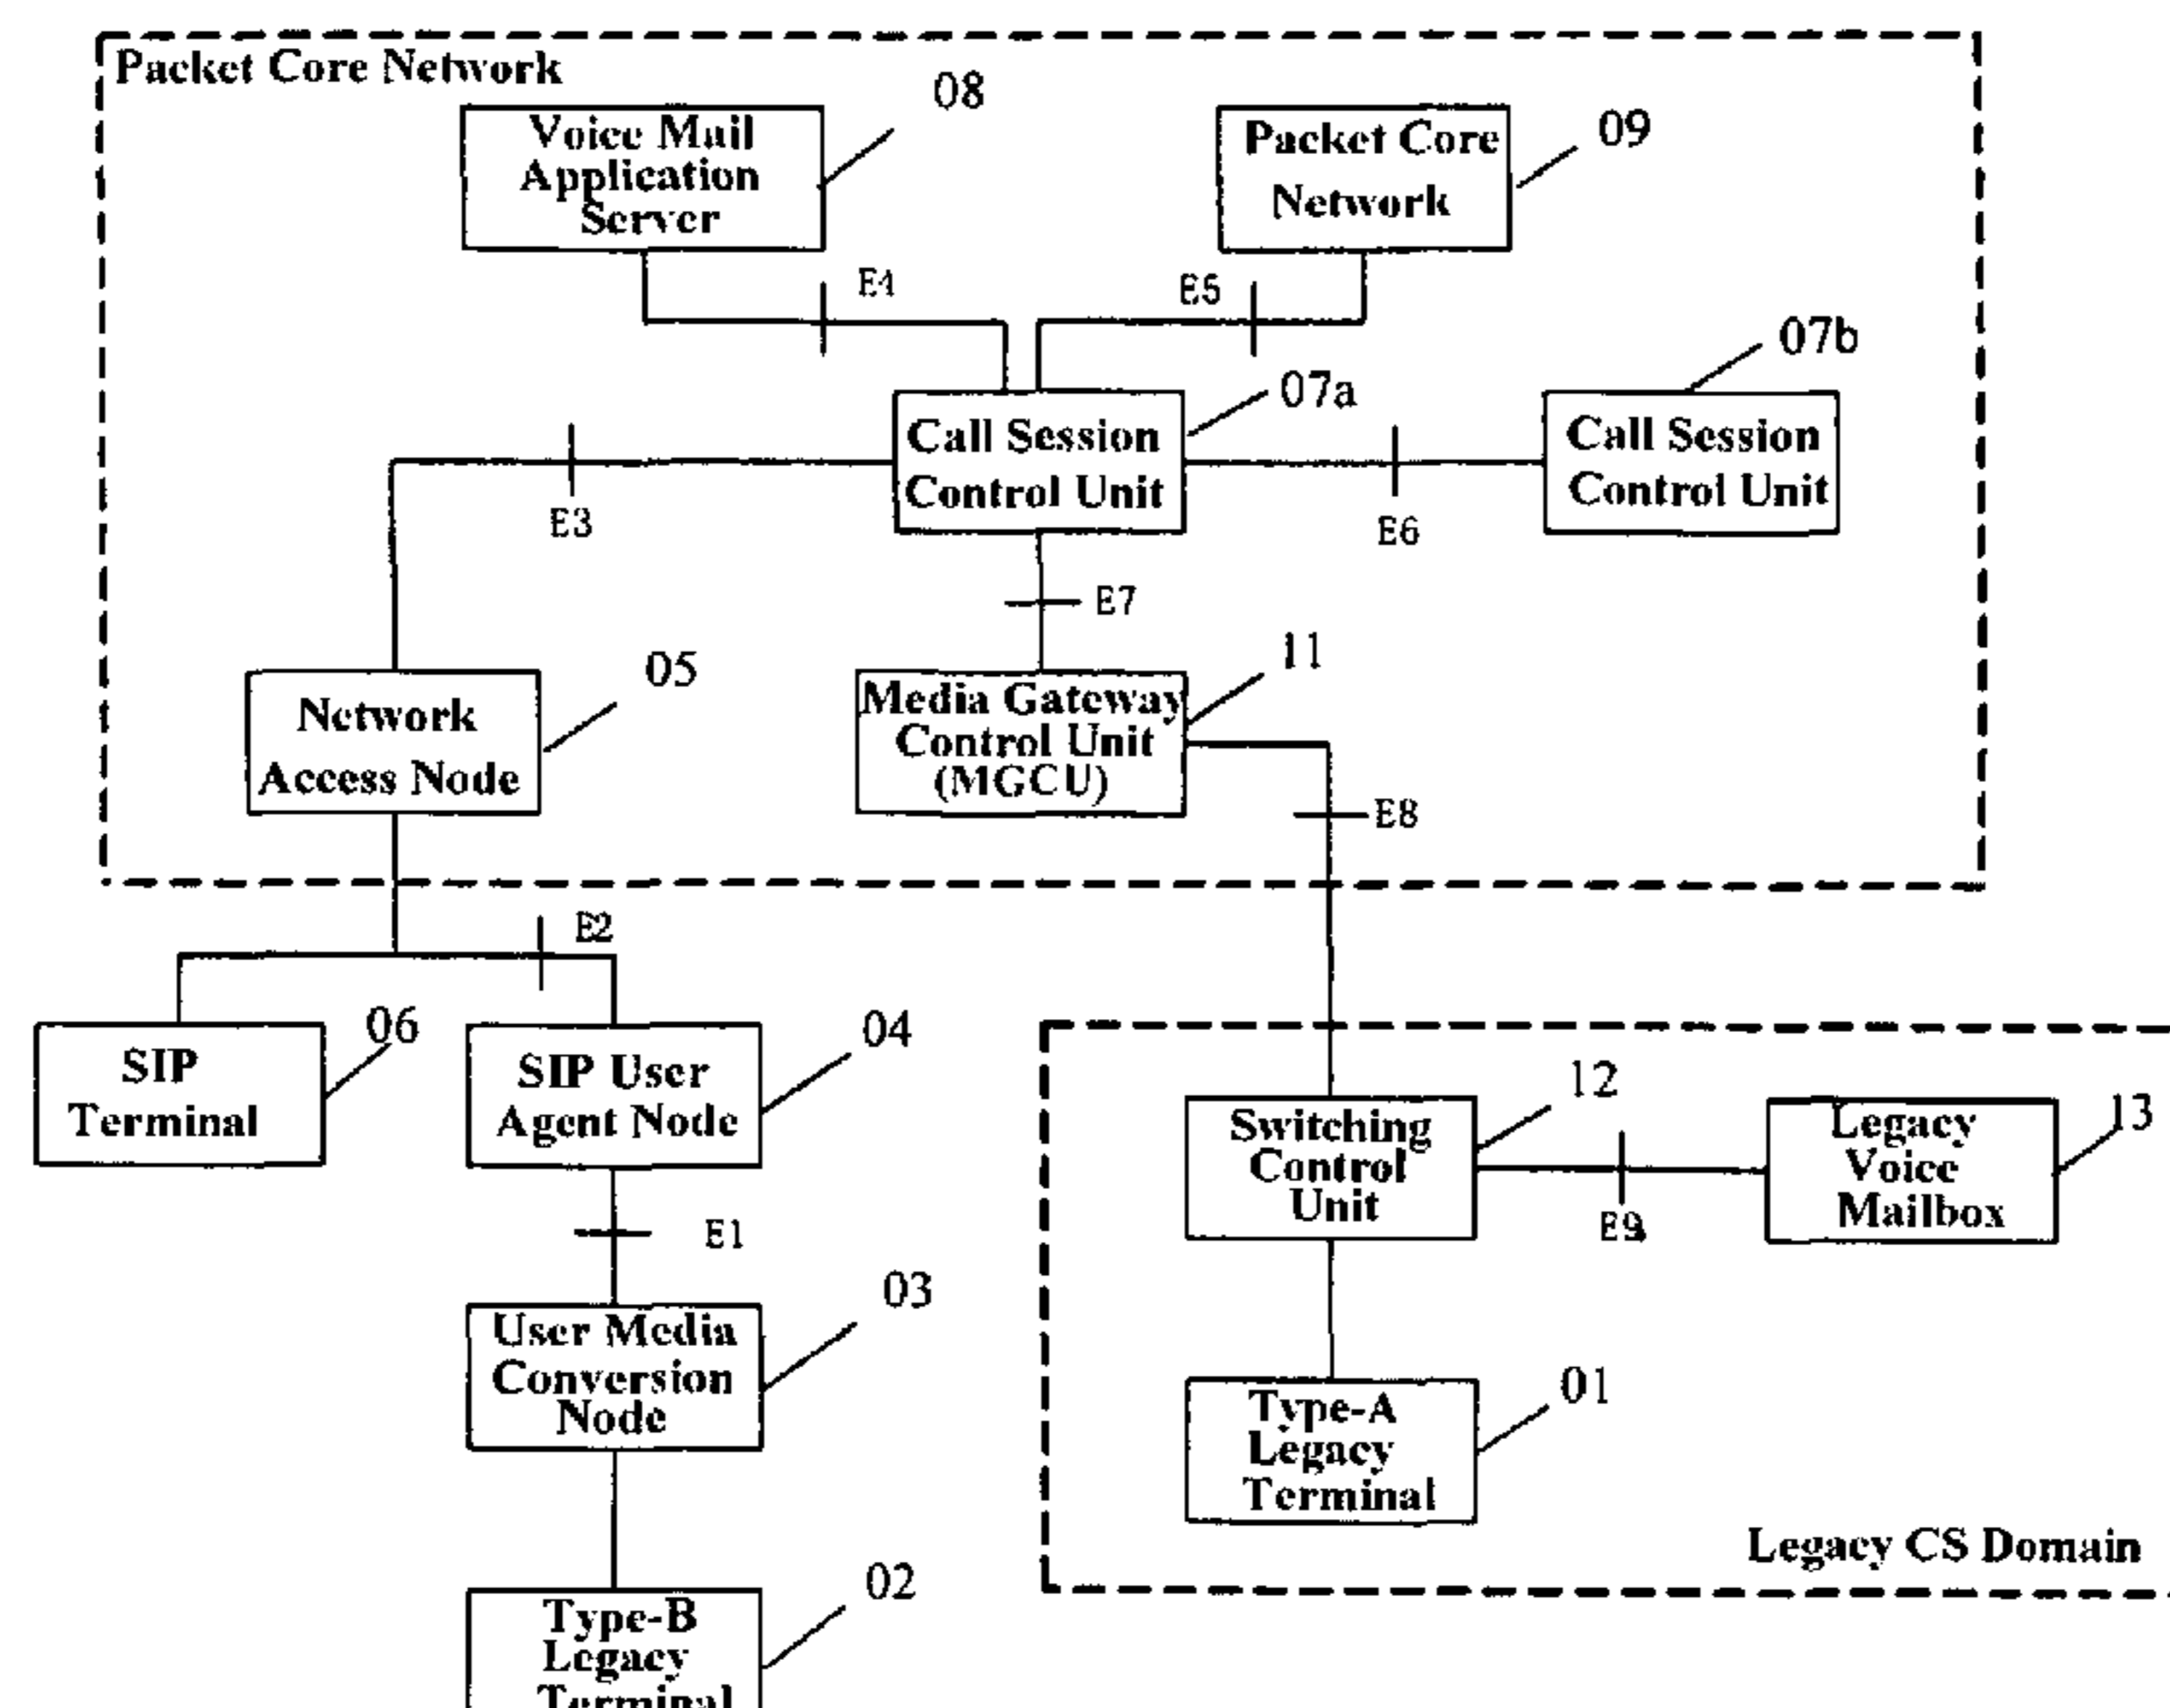 Packet Core Network
08
Voice Mail
Application
Server
Packet Core
Network
09
E4
E5
07b
07a
Call Session
Control Unit
Call Session
Control Unit
E3
E6
E7
05
11
Network
Access Node
Media Gateway
Control Unit
(MGCU)
E8
E2
06
04
SIP
Terminal
SIP User
Agent Node
12
13
Switching
Control
Unit
Legacy
Voice
Mailbox
E9
E1
03
User Media
Conversion
Node
01
Type-A
Legacy
Terminal
Legacy CS Domain
02
Type-B
Legacy
Terminal